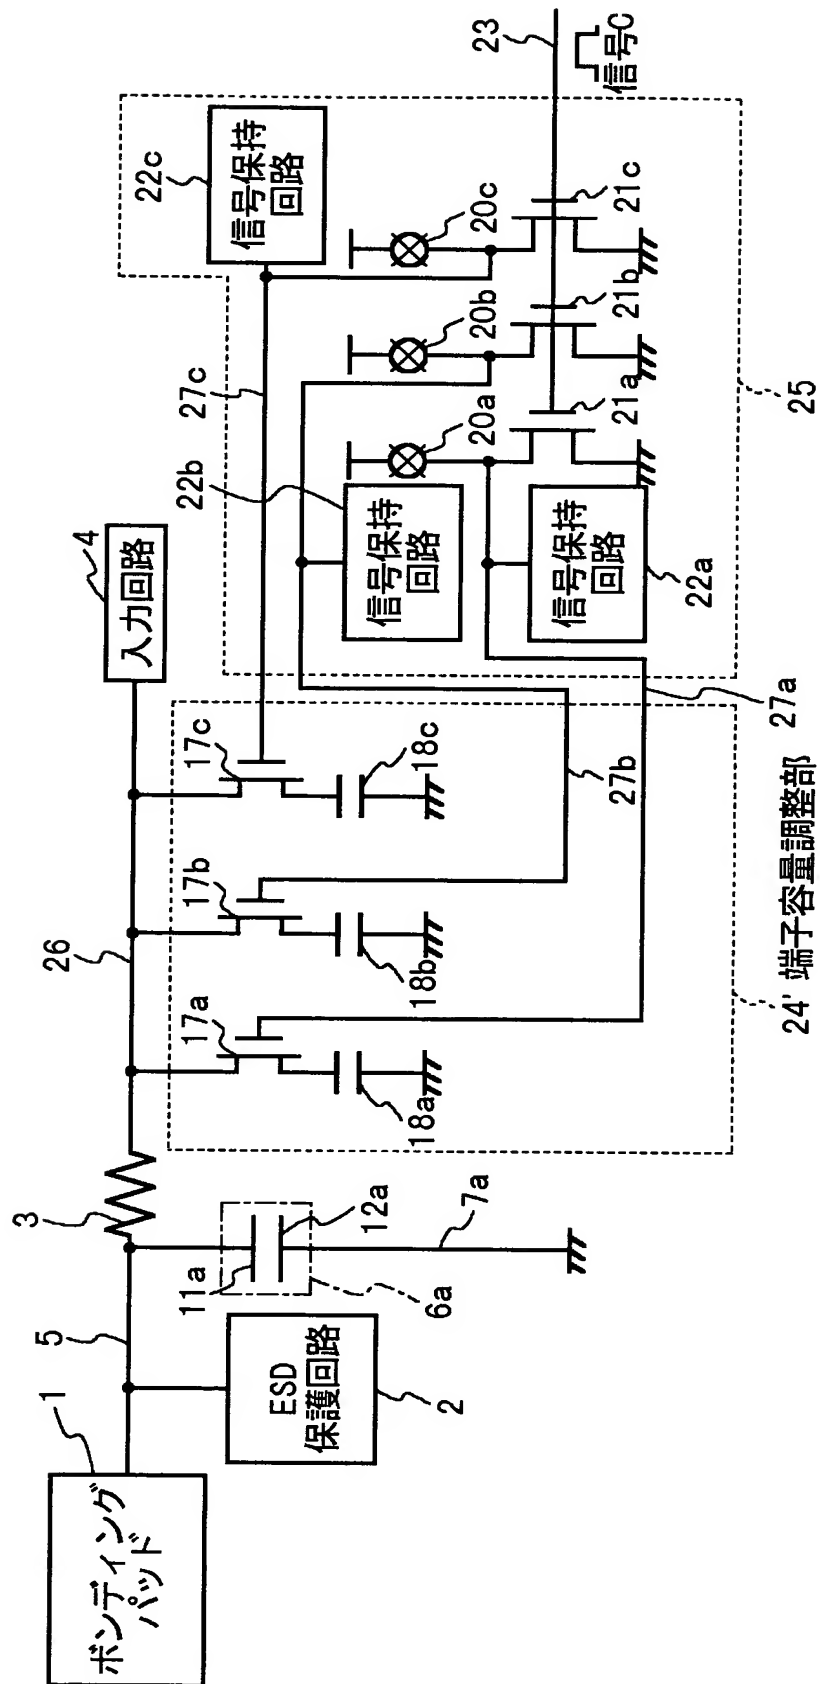 1
ボンディング
パッド
5
ESD
保護回路
2
3
11a
12a
6a
7a
26
4
入力回路
17a
17b
17c
18a
18b
18c
24' 端子容量調整部
27a
27b
27c
22a
信号保持
回路
22b
信号保持
回路
22c
信号保持
回路
20a
20b
20c
21a
21b
21c
23
信号C
25